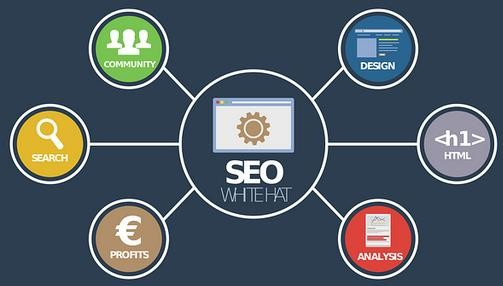 COMMUNITY
DESIGN
SEARCH
SEO
WHITE HAT
<h1>
HTML
€
PROFITS
ANALYSIS